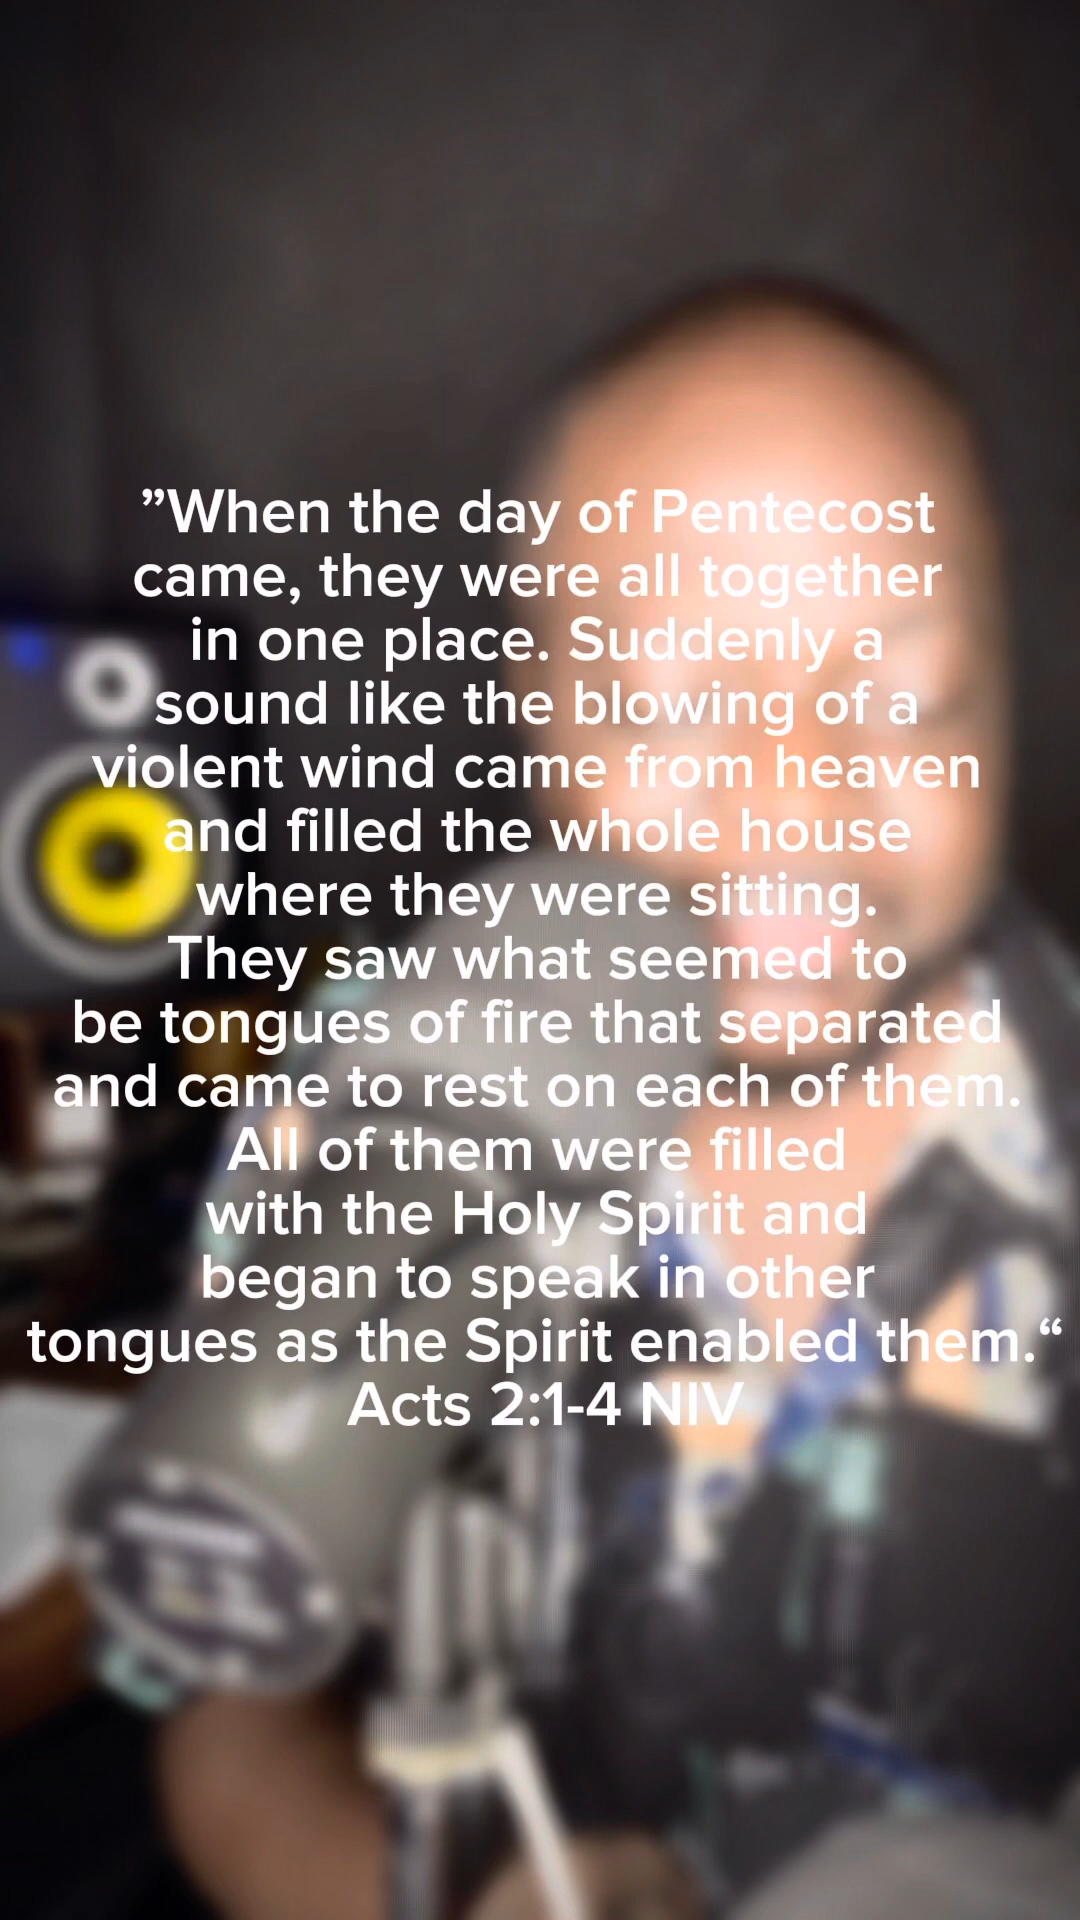 ”When the day of Pentecost
came, they were all together
in one place. Suddenly a
sound like the blowing of a
violent wind came from heaven
and filled the whole house
where they were sitting.
They saw what seemed to
be tongues of fire that separated
and came to rest on each of them.
All of them were filled
with the Holy Spirit and
began to speak in other
tongues as the Spirit enabled them.“
Acts 2:1-4 NIV